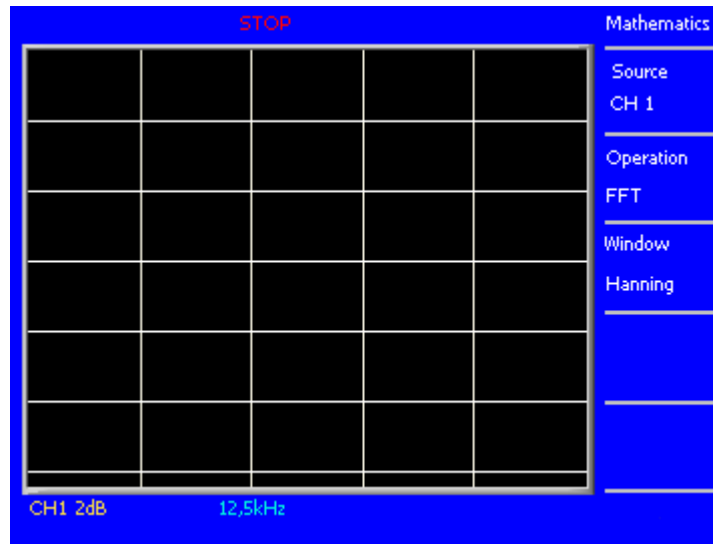 STOP
Mathematics
Source
CH 1
Operation
FFT
Window
Hanning
CH1 2dB 12,5kHz